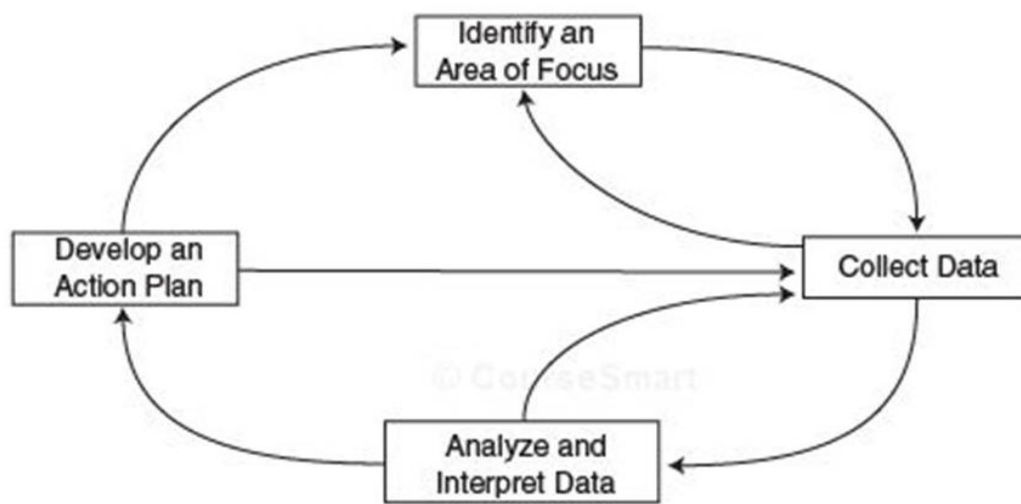 Identify an
Area of Focus
Develop an
Action Plan
Collect Data
© CourseSmart
Analyze and
Interpret Data